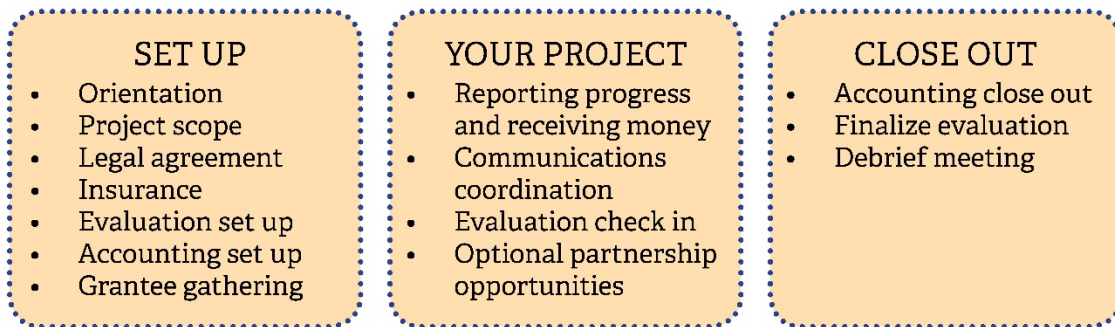 SET UP
• Orientation
• Project scope
• Legal agreement
• Insurance
• Evaluation set up
• Accounting set up
• Grantee gathering
YOUR PROJECT
• Reporting progress
and receiving money
• Communications
coordination
• Evaluation check in
• Optional partnership
opportunities
CLOSE OUT
• Accounting close out
• Finalize evaluation
• Debrief meeting